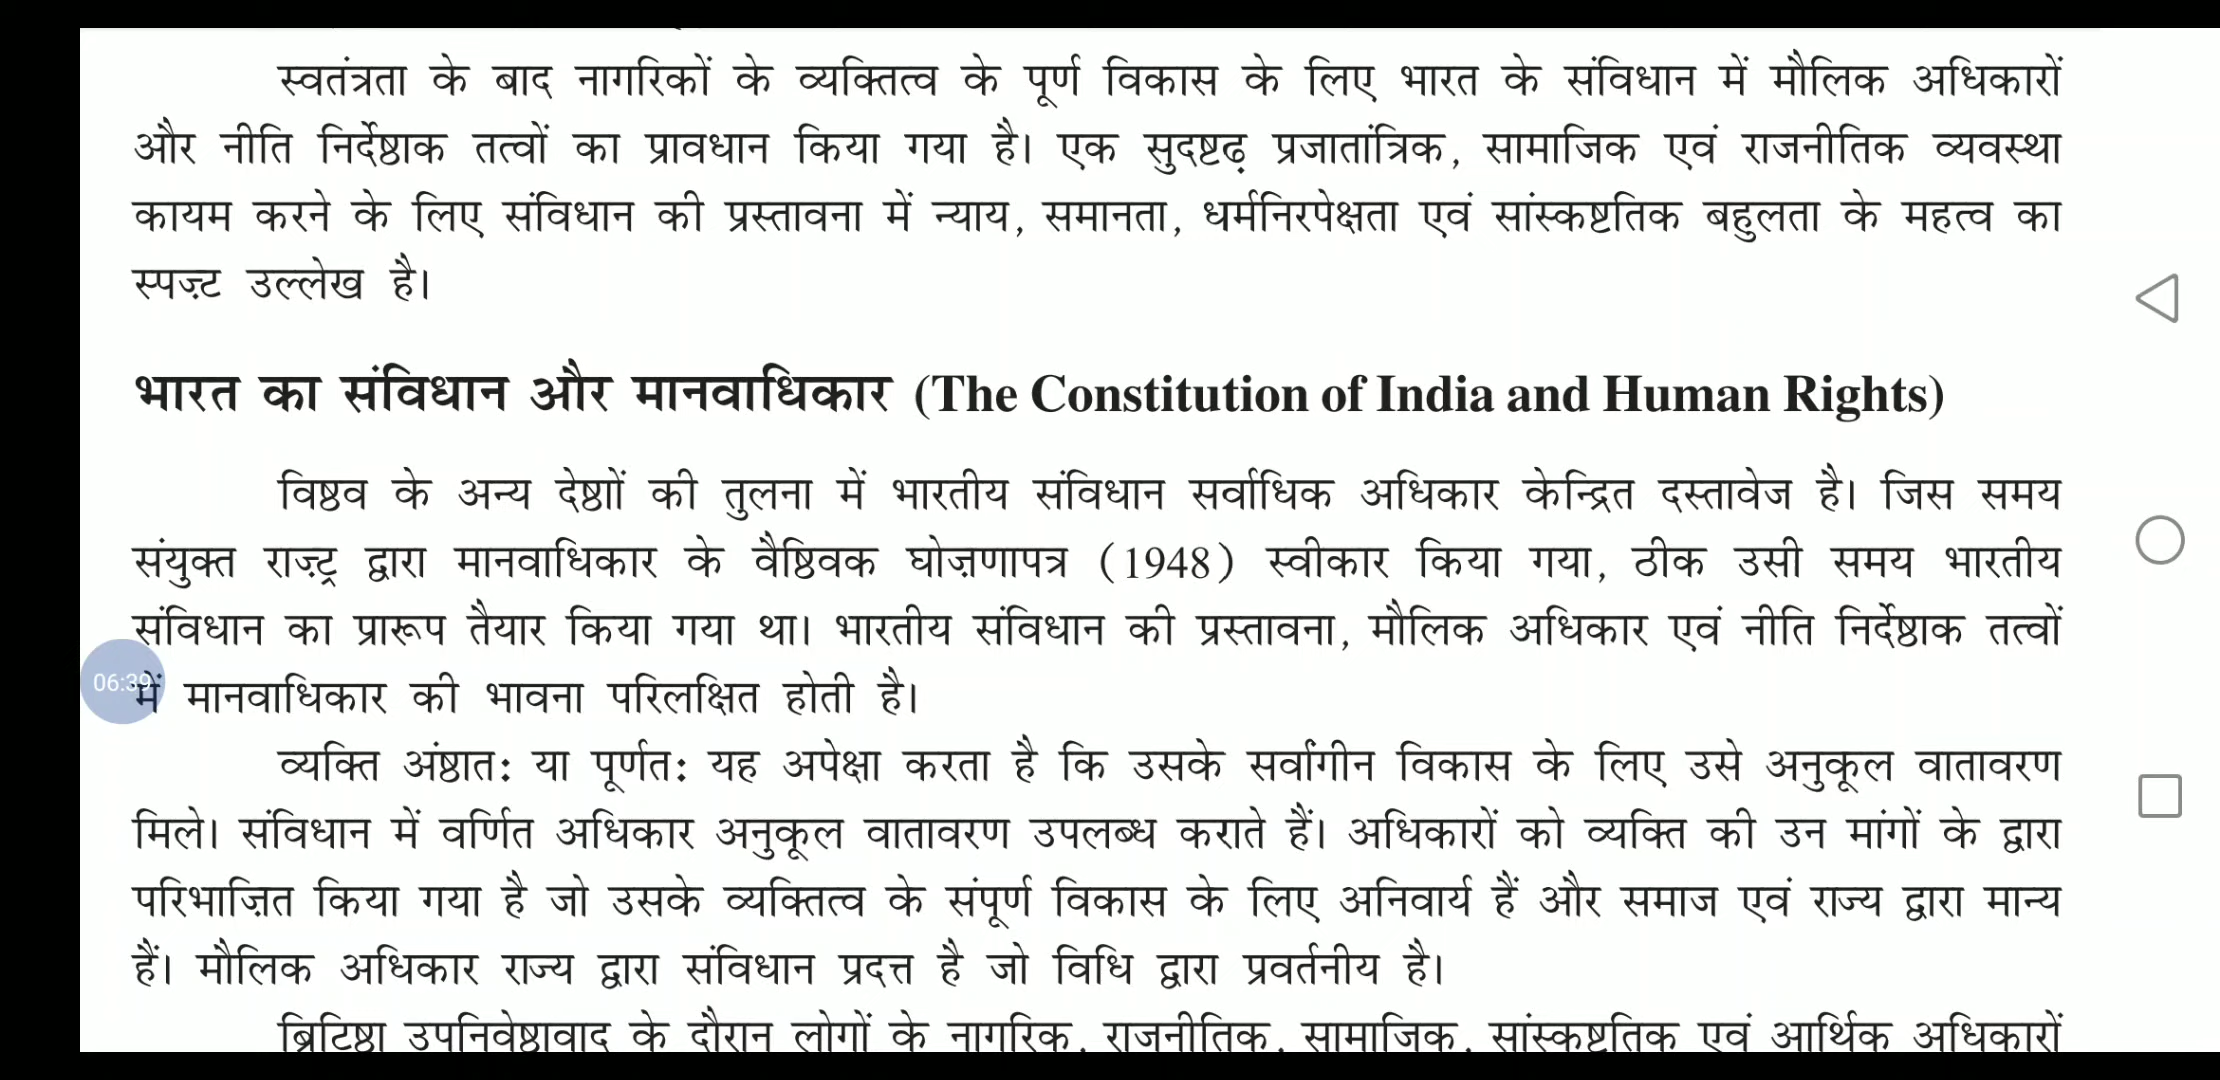 स्वतंत्रता के बाद नागरिकों के व्यक्तित्व के पूर्ण विकास के लिए भारत के संविधान में मौलिक अधिकारों
और नीति निर्देष्ठाक तत्वों का प्रावधान किया गया है। एक सुदष्टढ़ प्रजातांत्रिक, सामाजिक एवं राजनीतिक व्यवस्था
कायम करने के लिए संविधान की प्रस्तावना में न्याय, समानता, धर्मनिरपेक्षता एवं सांस्कष्टतिक बहुलता के महत्व का
स्पज़्ट उल्लेख है।
भारत का संविधान और मानवाधिकार (The Constitution of India and Human Rights)
विष्ठव के अन्य देष्ठाों की तुलना में भारतीय संविधान सर्वाधिक अधिकार केन्द्रित दस्तावेज है। जिस समय
संयुक्त राज़्ट्र द्वारा मानवाधिकार के वैष्ठिवक घोज़णापत्र (1948) स्वीकार किया गया, ठीक उसी समय भारतीय
संविधान का प्रारूप तैयार किया गया था। भारतीय संविधान की प्रस्तावना, मौलिक अधिकार एवं नीति निर्देष्ठाक तत्वों
06:39
में मानवाधिकार की भावना परिलक्षित होती है।
व्यक्ति अंष्ठातः या पूर्णतः यह अपेक्षा करता है कि उसके सर्वांगीन विकास के लिए उसे अनुकूल वातावरण
मिले। संविधान में वर्णित अधिकार अनुकूल वातावरण उपलब्ध कराते हैं। अधिकारों को व्यक्ति की उन मांगों के द्वारा
परिभाज़ित किया गया है जो उसके व्यक्तित्व के संपूर्ण विकास के लिए अनिवार्य हैं और समाज एवं राज्य द्वारा मान्य
हैं। मौलिक अधिकार राज्य द्वारा संविधान प्रदत्त है जो विधि द्वारा प्रवर्तनीय है।
ब्रिटिष्ठा उपनिवेष्ठावाद के दौरान लोगों के नागरिक, राजनीतिक, सामाजिक, सांस्कष्टतिक एवं आर्थिक अधिकारों